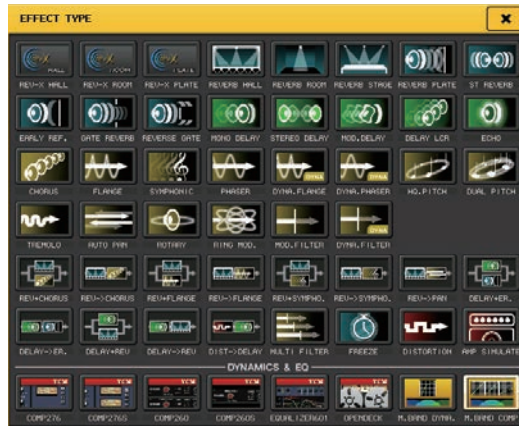 EFFECT TYPE
REV-X HALL REV-X ROOM REV-X PLATE REVERB HALL REVERB ROOM REVERB STAGE REVERB PLATE ST REVERB
EARLY REF. GATE REVERB REVERSE GATE MONO DELAY STEREO DELAY MOD.DELAY DELAY LCR ECHO
DYNA DYNA
CHORUS FLANGE SYMPHONIC PHASER DYNA.FLANGE DYNA.PHASER HQ.PITCH DUAL PITCH
DYNA
TREMOLO AUTO PAN ROTARY RING MOD. MOD.FILTER DYNA.FILTER
REV+CHORUS REV->CHORUS REV+FLANGE REV->FLANGE REV+SYMPHO. REV->SYMPHO. REV->PAN DELAY+ER.
DELAY->ER. DELAY+REV DELAY->REV DIST->DELAY MULTI FILTER FREEZE DISTORTION AMP SIMULATE
DYNAMICS & EQ
COMP276 COMP276S COMP260 COMP260S EQUALIZER601 OPENDECK M.BAND DYNA. M.BAND COMP